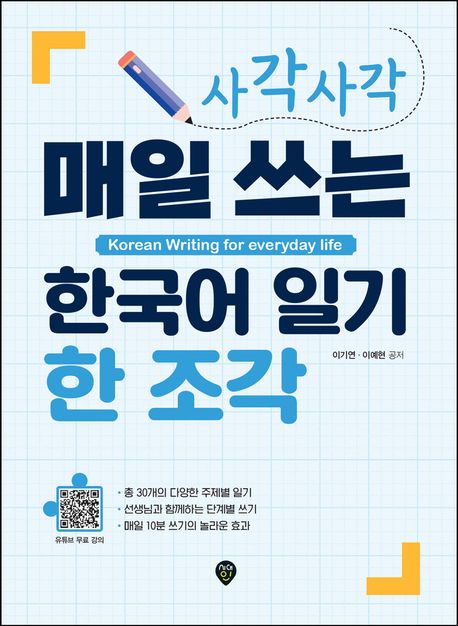 사각사각
매일 쓰는
Korean Writing for everyday life
한국어 일기
한 조각
이기연 · 이예현 공저
· 총 30개의 다양한 주제별 일기
· 선생님과 함께하는 단계별 쓰기
· 매일 10분 쓰기의 놀라운 효과
유튜브 무료 강의
시대인